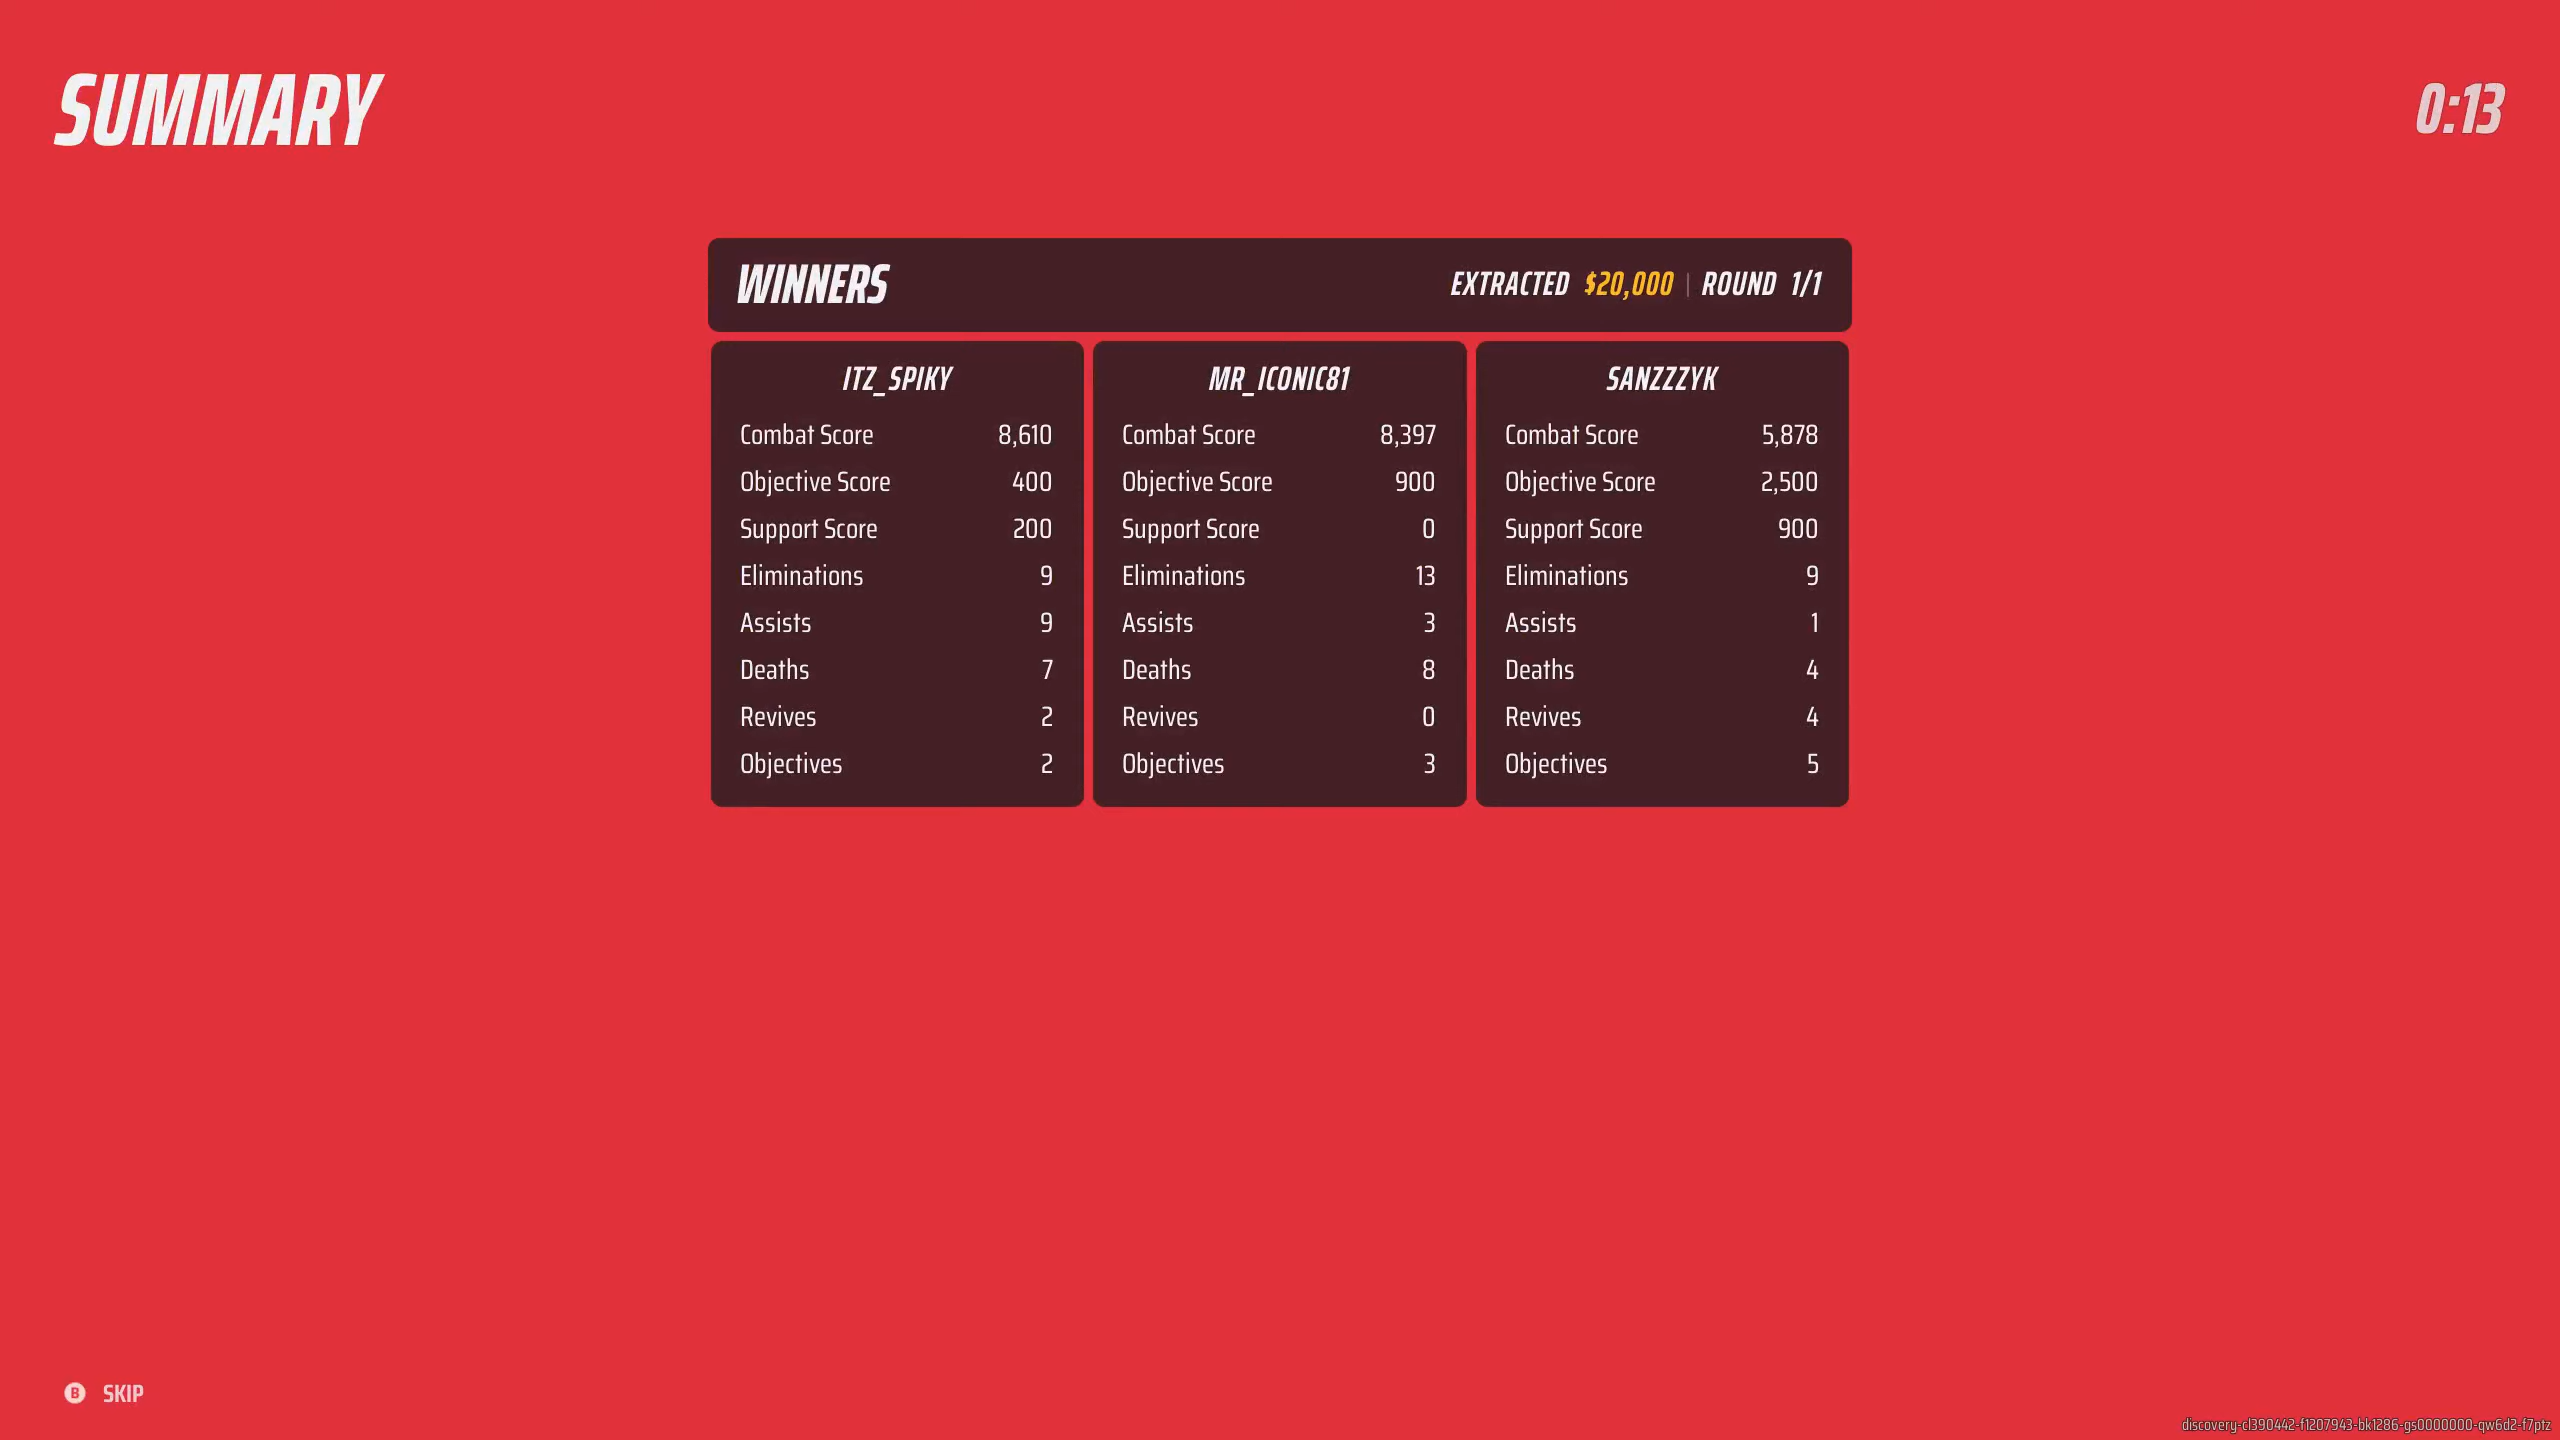 SUMMARY
0:13
WINNERS
EXTRACTED $20,000 | ROUND 1/1
ITZ_SPIKY
Combat Score 8,610
Objective Score 400
Support Score 200
Eliminations 9
Assists 9
Deaths 7
Revives 2
Objectives 2
MR_ICONIC81
Combat Score 8,397
Objective Score 900
Support Score 0
Eliminations 13
Assists 3
Deaths 8
Revives 0
Objectives 3
SANZZZYK
Combat Score 5,878
Objective Score 2,500
Support Score 900
Eliminations 9
Assists 1
Deaths 4
Revives 4
Objectives 5
B SKIP
discovery-cl390442-f1207943-bk1286-gs0000000-qw6d2-f7ptz